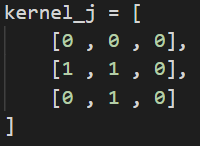 kernel_j = [
    [0 , 0 , 0],
    [1 , 1 , 0],
    [0 , 1 , 0]
]